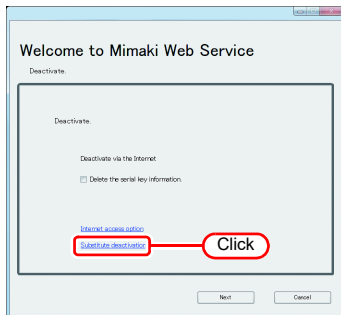 Welcome to Mimaki Web Service
Deactivate.
Deactivate.
Deactivate via the Internet
Delete the serial key information.
Internet access option
Substitute deactivation
Click
Next
Cancel